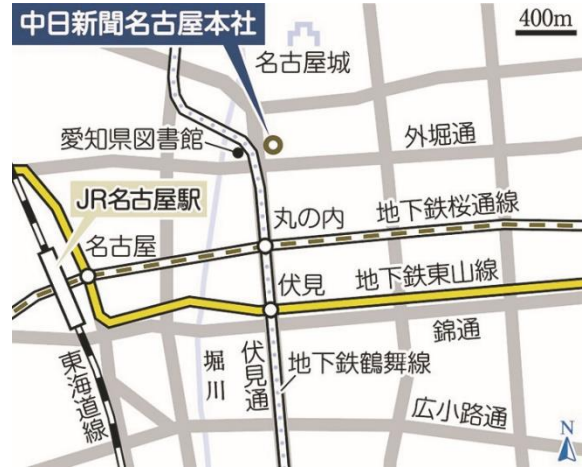 中日新聞名古屋本社
400m
名古屋城
愛知県図書館
外堀通
JR名古屋駅
丸の内
地下鉄桜通線
名古屋
伏見
地下鉄東山線
錦通
東海道線
堀川
伏見通
地下鉄鶴舞線
広小路通
N